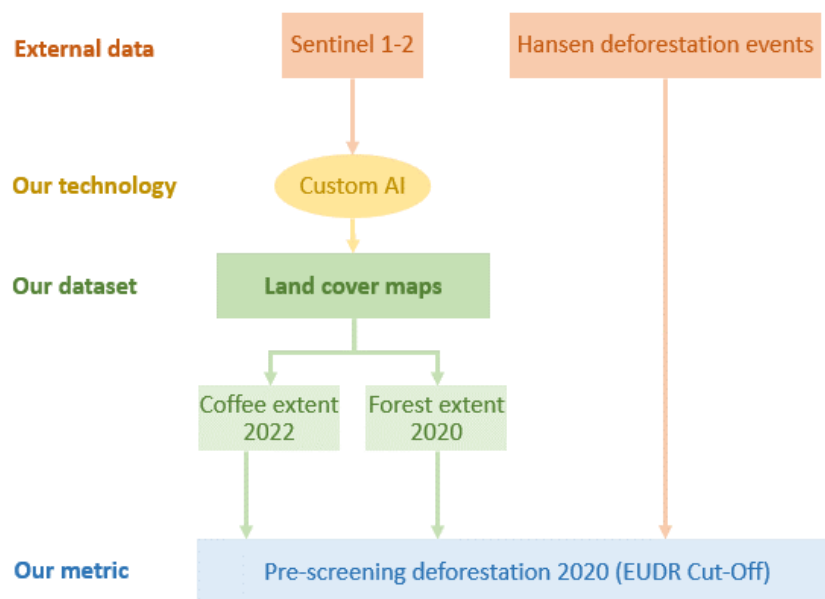 External data
Sentinel 1-2
Hansen deforestation events
Our technology
Custom AI
Our dataset
Land cover maps
Coffee extent
2022
Forest extent
2020
Our metric
Pre-screening deforestation 2020 (EUDR Cut-Off)